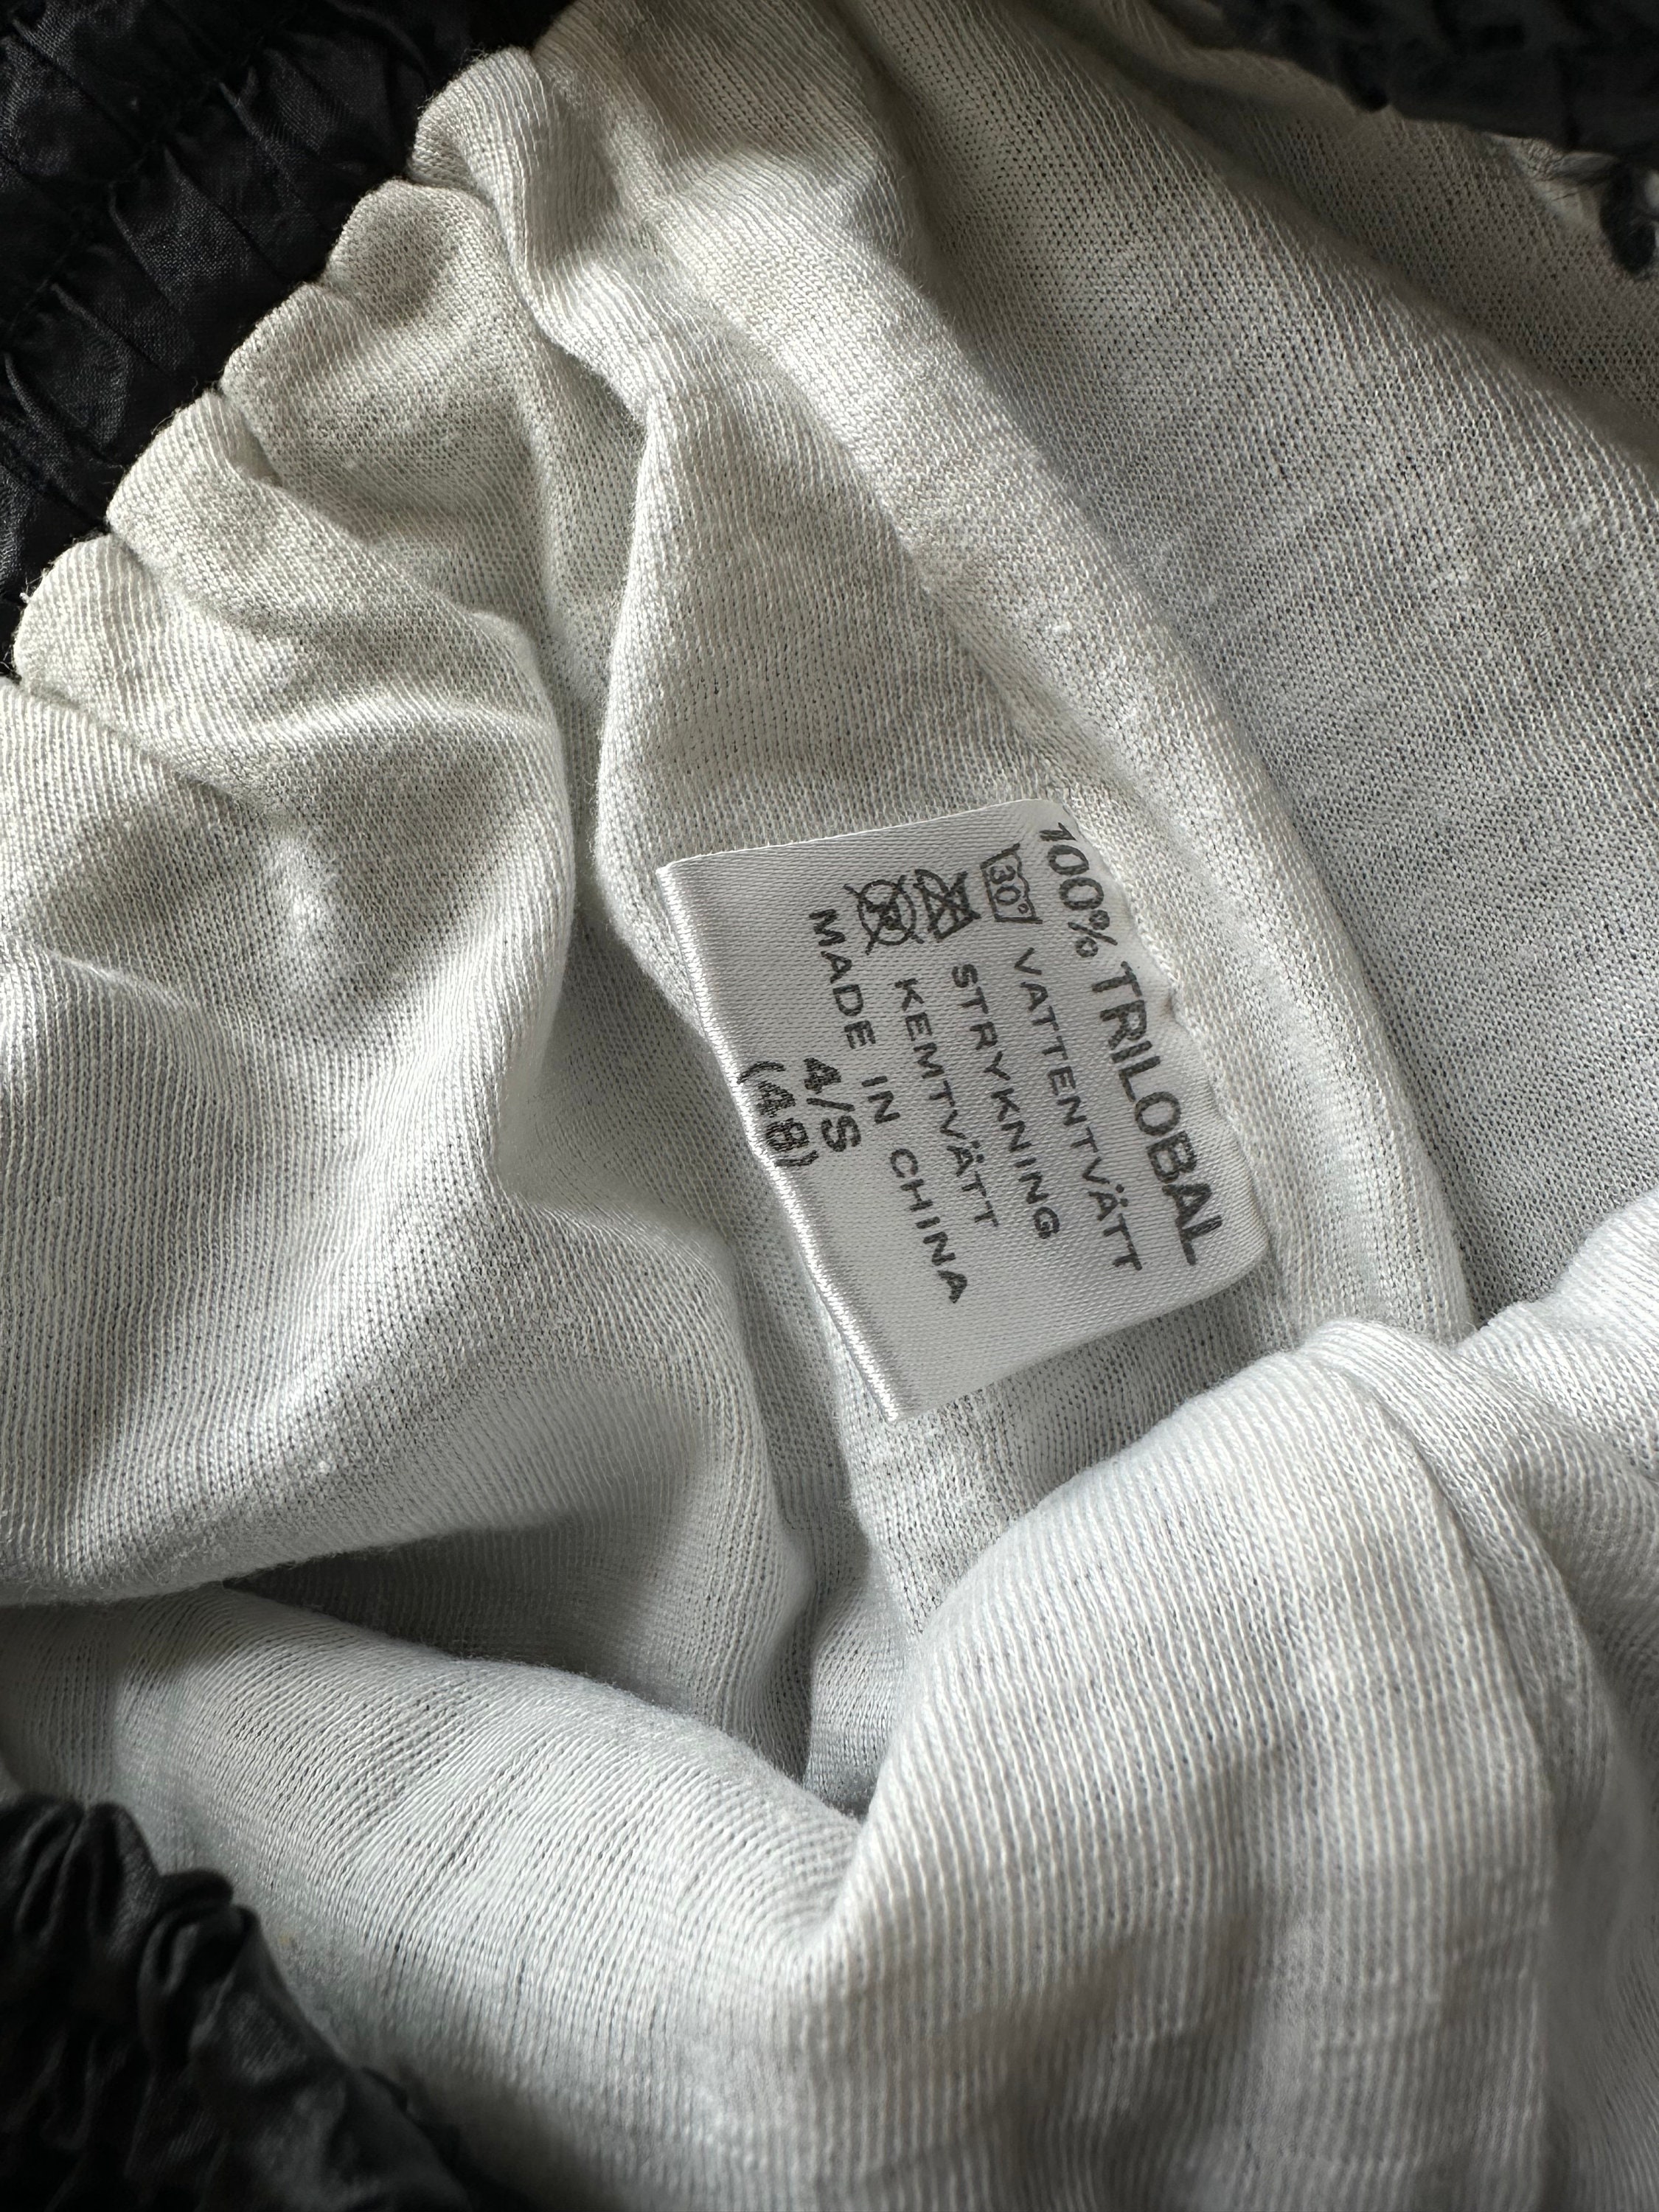 100% TRILOBAL
30° VATTENTVÄTT
STRYKNING
KEMTVÄTT
MADE IN CHINA
4/S
(48)